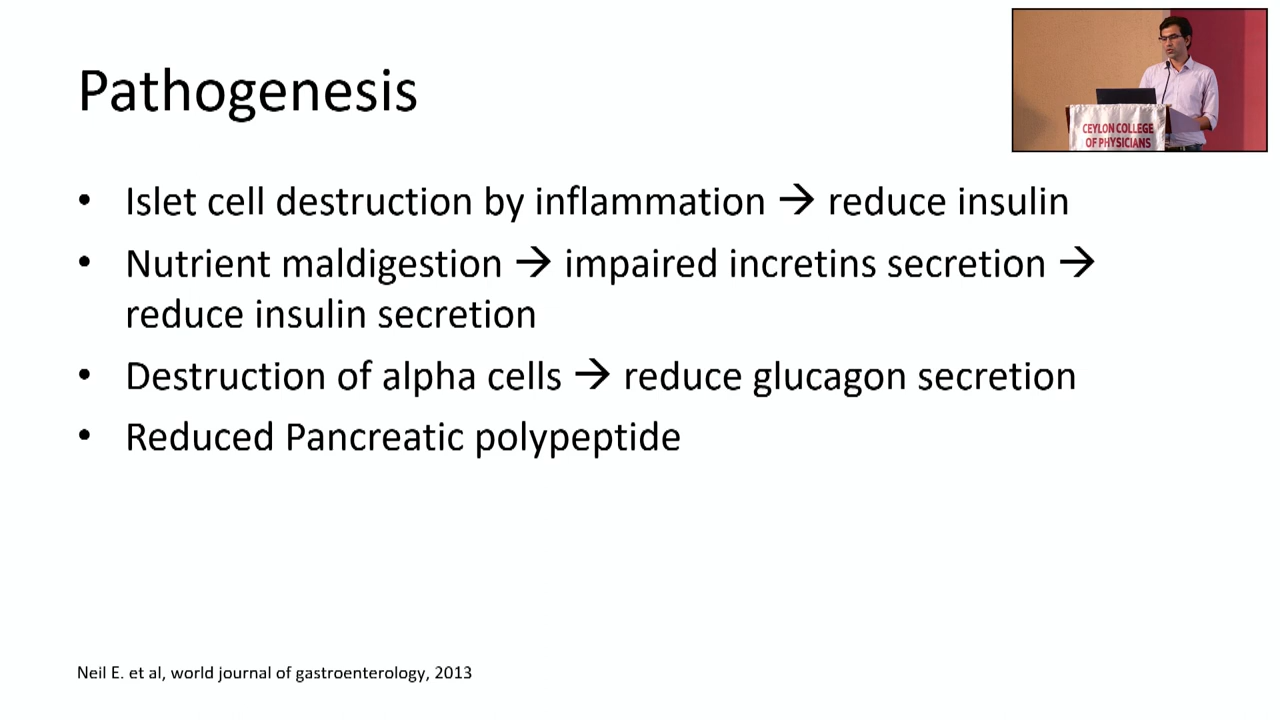 Pathogenesis
CEYLON COLLEGE
OF PHYSICIANS
• Islet cell destruction by inflammation → reduce insulin
• Nutrient maldigestion → impaired incretins secretion →
reduce insulin secretion
• Destruction of alpha cells → reduce glucagon secretion
• Reduced Pancreatic polypeptide
Neil E. et al, world journal of gastroenterology, 2013